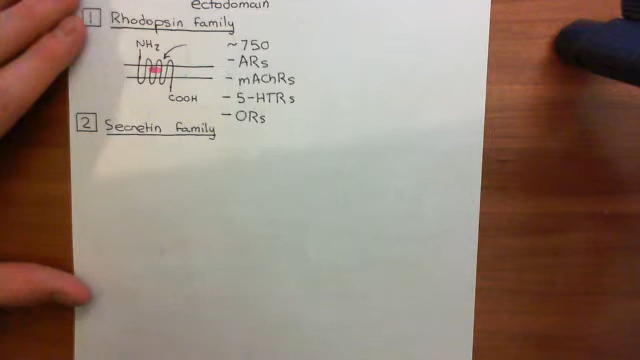 ectodomain
1 Rhodopsin family
NH2
~750
- ARs
- mAChRs
COOH
- 5-HTRs
- ORs
2 Secretin family